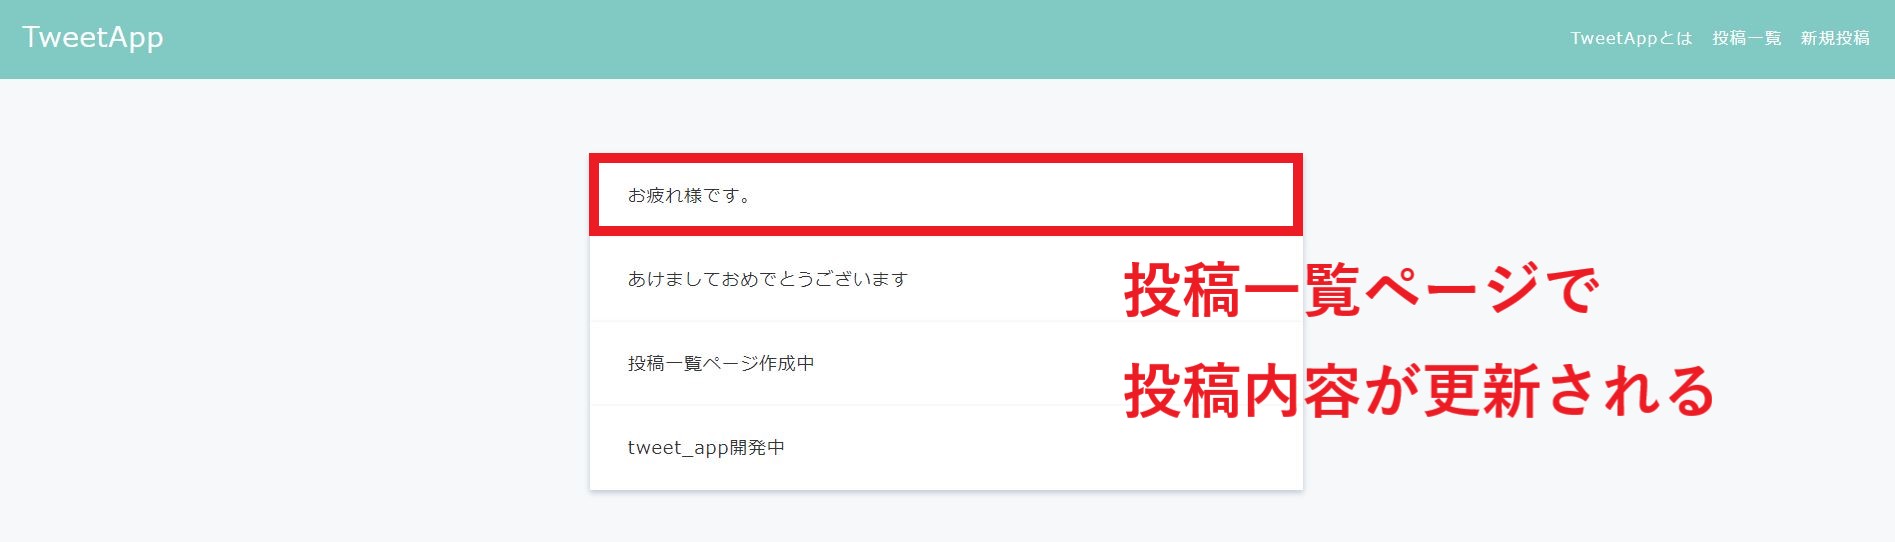 TweetApp
TweetAppとは 投稿一覧 新規投稿
お疲れ様です。
あけましておめでとうございます
投稿一覧ページで
投稿一覧ページ作成中
投稿内容が更新される
tweet_app開発中